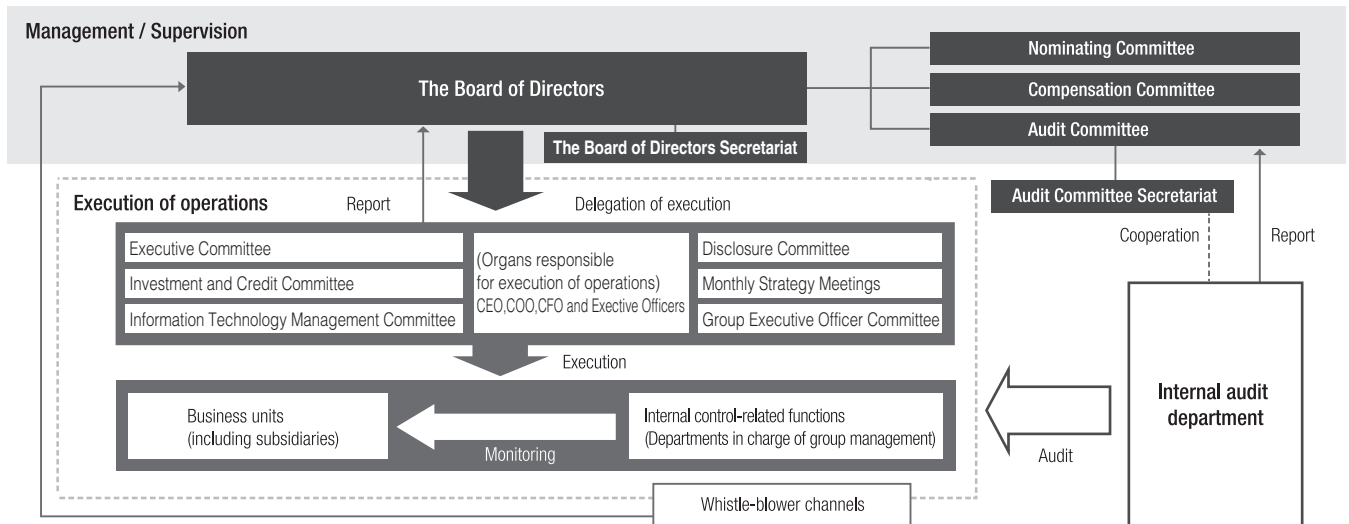 Management / Supervision
The Board of Directors
The Board of Directors Secretariat
Nominating Committee
Compensation Committee
Audit Committee
Audit Committee Secretariat
Cooperation
Report
Execution of operations
Report
Delegation of execution
Executive Committee
Investment and Credit Committee
Information Technology Management Committee
(Organs responsible
for execution of operations)
CEO,COO,CFO and Exective Officers
Disclosure Committee
Monthly Strategy Meetings
Group Executive Officer Committee
Execution
Business units
(including subsidiaries)
Monitoring
Internal control-related functions
(Departments in charge of group management)
Audit
Internal audit
department
Whistle-blower channels